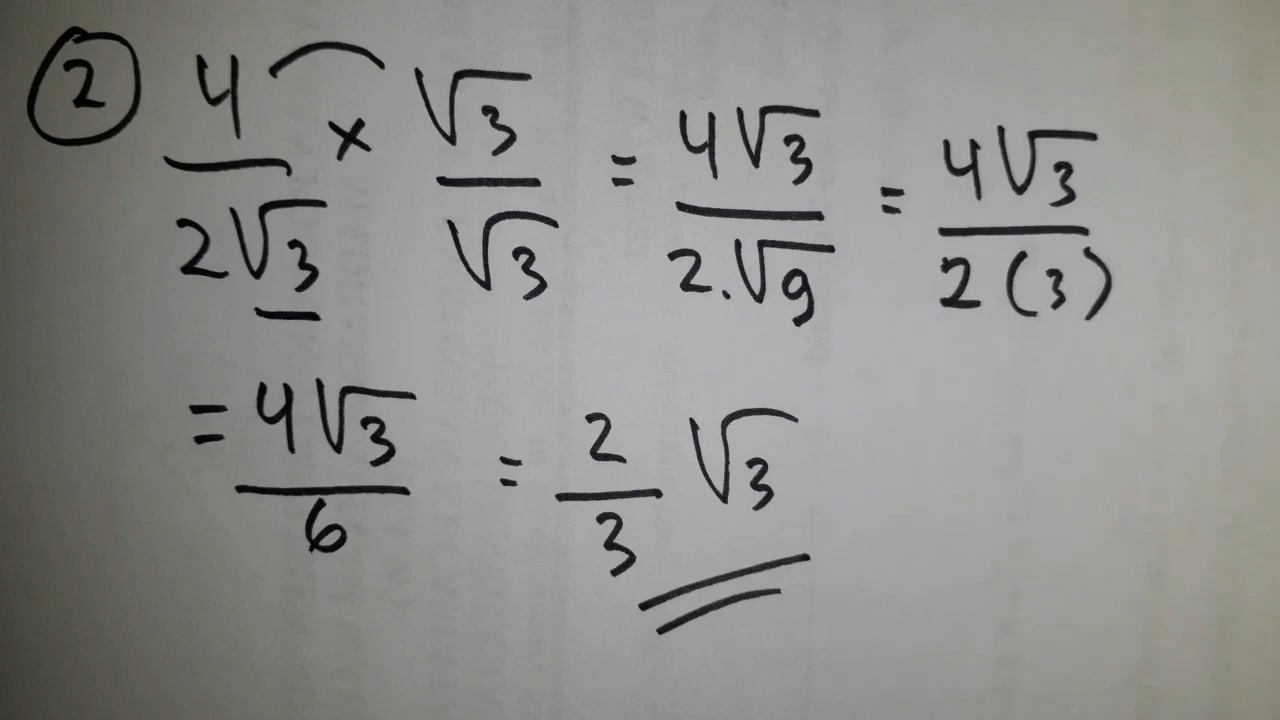 ② 4/2√3 × √3/√3 = 4√3/2.√9 = 4√3/2(3)
= 4√3/6 = 2/3 √3